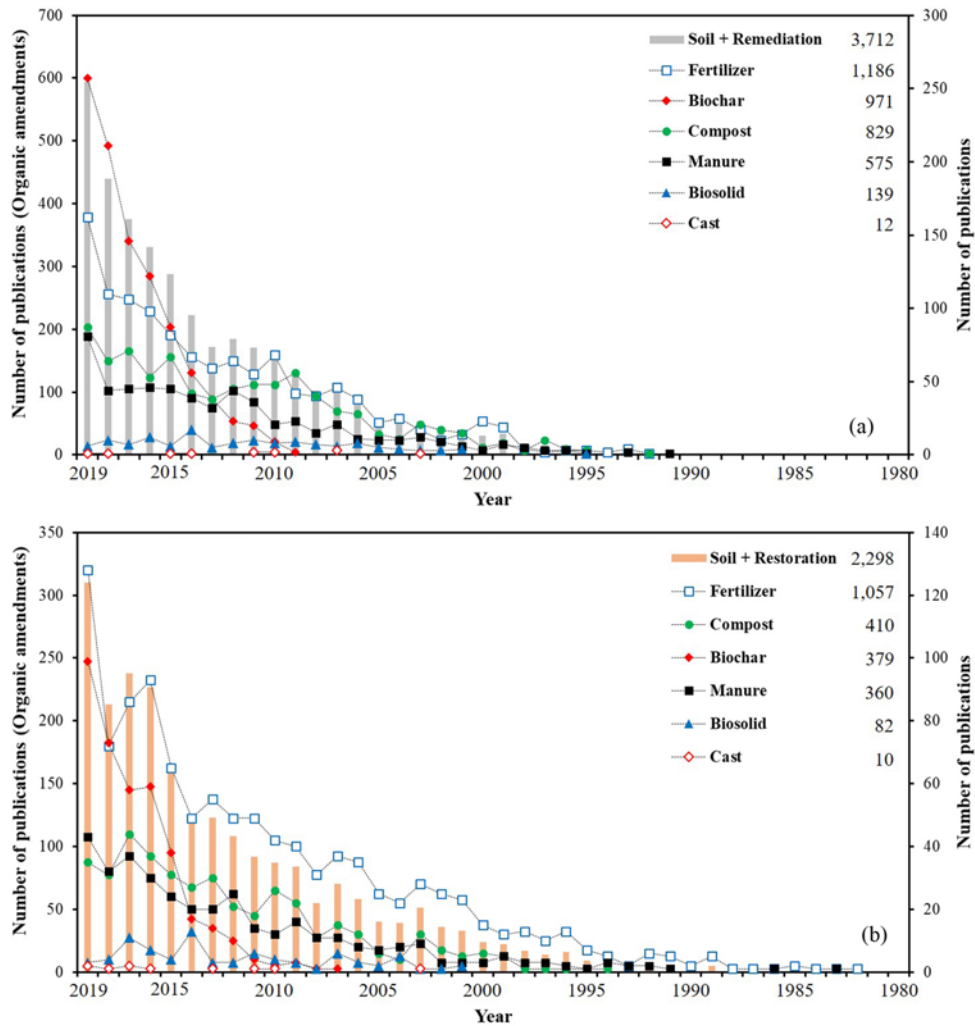 700
600
500
400
300
200
100
0
300
250
200
150
100
50
0
Number of publications (Organic amendments)
Number of publications
Soil + Remediation 3,712
Fertilizer 1,186
Biochar 971
Compost 829
Manure 575
Biosolid 139
Cast 12
(a)
2019 2015 2010 2005 2000 1995 1990 1985 1980
Year
350
300
250
200
150
100
50
0
140
120
100
80
60
40
20
0
Number of publications (Organic amendments)
Number of publications
Soil + Restoration 2,298
Fertilizer 1,057
Compost 410
Biochar 379
Manure 360
Biosolid 82
Cast 10
(b)
2019 2015 2010 2005 2000 1995 1990 1985 1980
Year